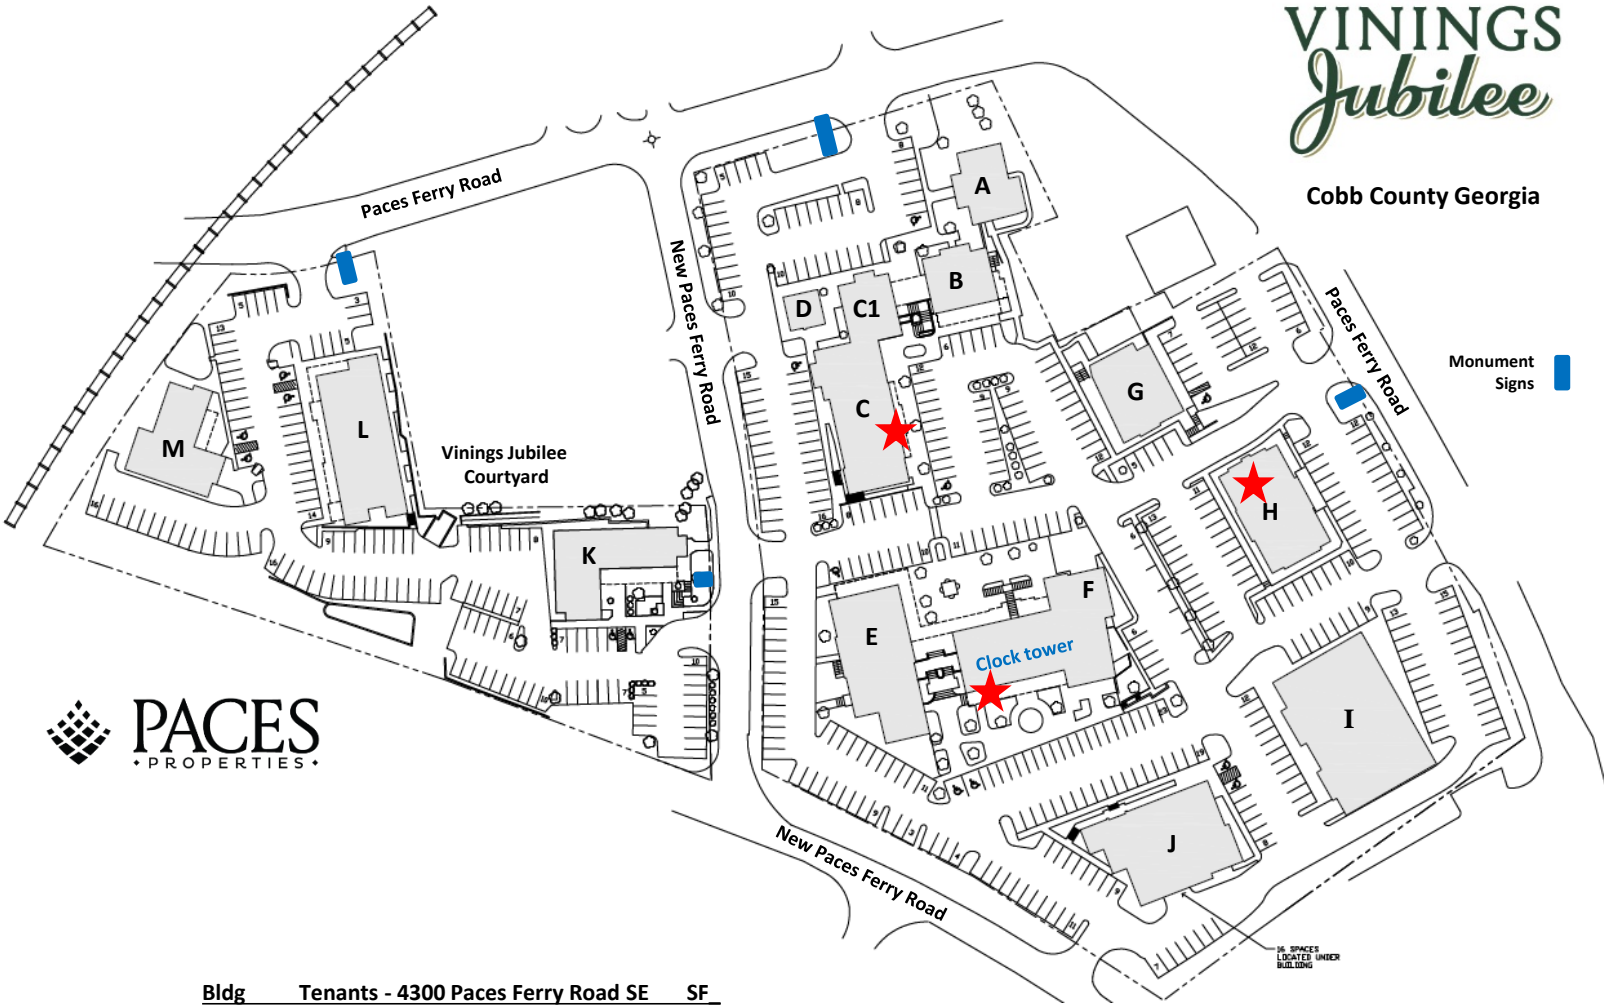 VININGS
Jubilee
Cobb County Georgia
Monument
Signs
Paces Ferry Road
New Paces Ferry Road
Paces Ferry Road
A
B
C1
D
C
G
H
L
M
Vinings Jubilee
Courtyard
K
E
F
Clock tower
I
J
PACES
PROPERTIES
New Paces Ferry Road
16 SPACES
LOCATED UNDER
BUILDING
Bldg Tenants - 4300 Paces Ferry Road SE SF_